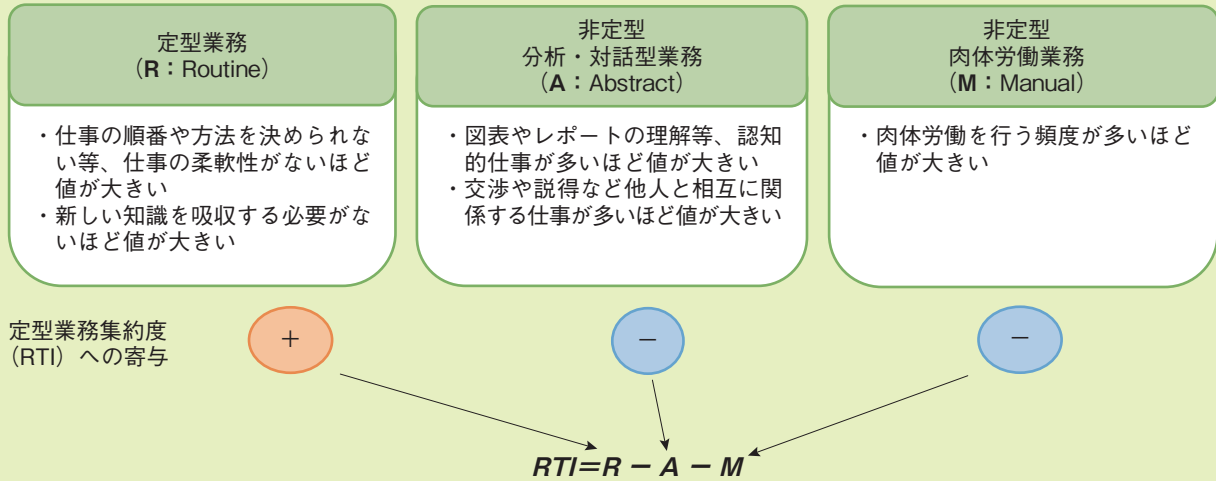 定型業務
（R：Routine）
・仕事の順番や方法を決められな
い等、仕事の柔軟性がないほど
値が大きい
・新しい知識を吸収する必要がな
いほど値が大きい
非定型
分析・対話型業務
（A：Abstract）
・図表やレポートの理解等、認知
的仕事が多いほど値が大きい
・交渉や説得など他人と相互に関
係する仕事が多いほど値が大きい
非定型
肉体労働業務
（M：Manual）
・肉体労働を行う頻度が多いほど
値が大きい
定型業務集約度
（RTI）への寄与
＋
－
－
RTI=R － A － M